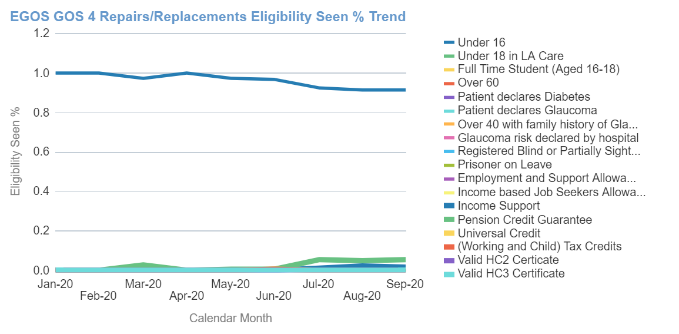 EGOS GOS 4 Repairs/Replacements Eligibility Seen % Trend
1.2
1.0
0.8
0.6
0.4
0.2
0.0
Eligibility Seen %
Jan-20
Feb-20
Mar-20
Apr-20
May-20
Jun-20
Jul-20
Aug-20
Sep-20
Calendar Month
Under 16
Under 18 in LA Care
Full Time Student (Aged 16-18)
Over 60
Patient declares Diabetes
Patient declares Glaucoma
Over 40 with family history of Gla...
Glaucoma risk declared by hospital
Registered Blind or Partially Sight...
Prisoner on Leave
Employment and Support Allowa...
Income based Job Seekers Allowa...
Income Support
Pension Credit Guarantee
Universal Credit
(Working and Child) Tax Credits
Valid HC2 Certicate
Valid HC3 Certificate